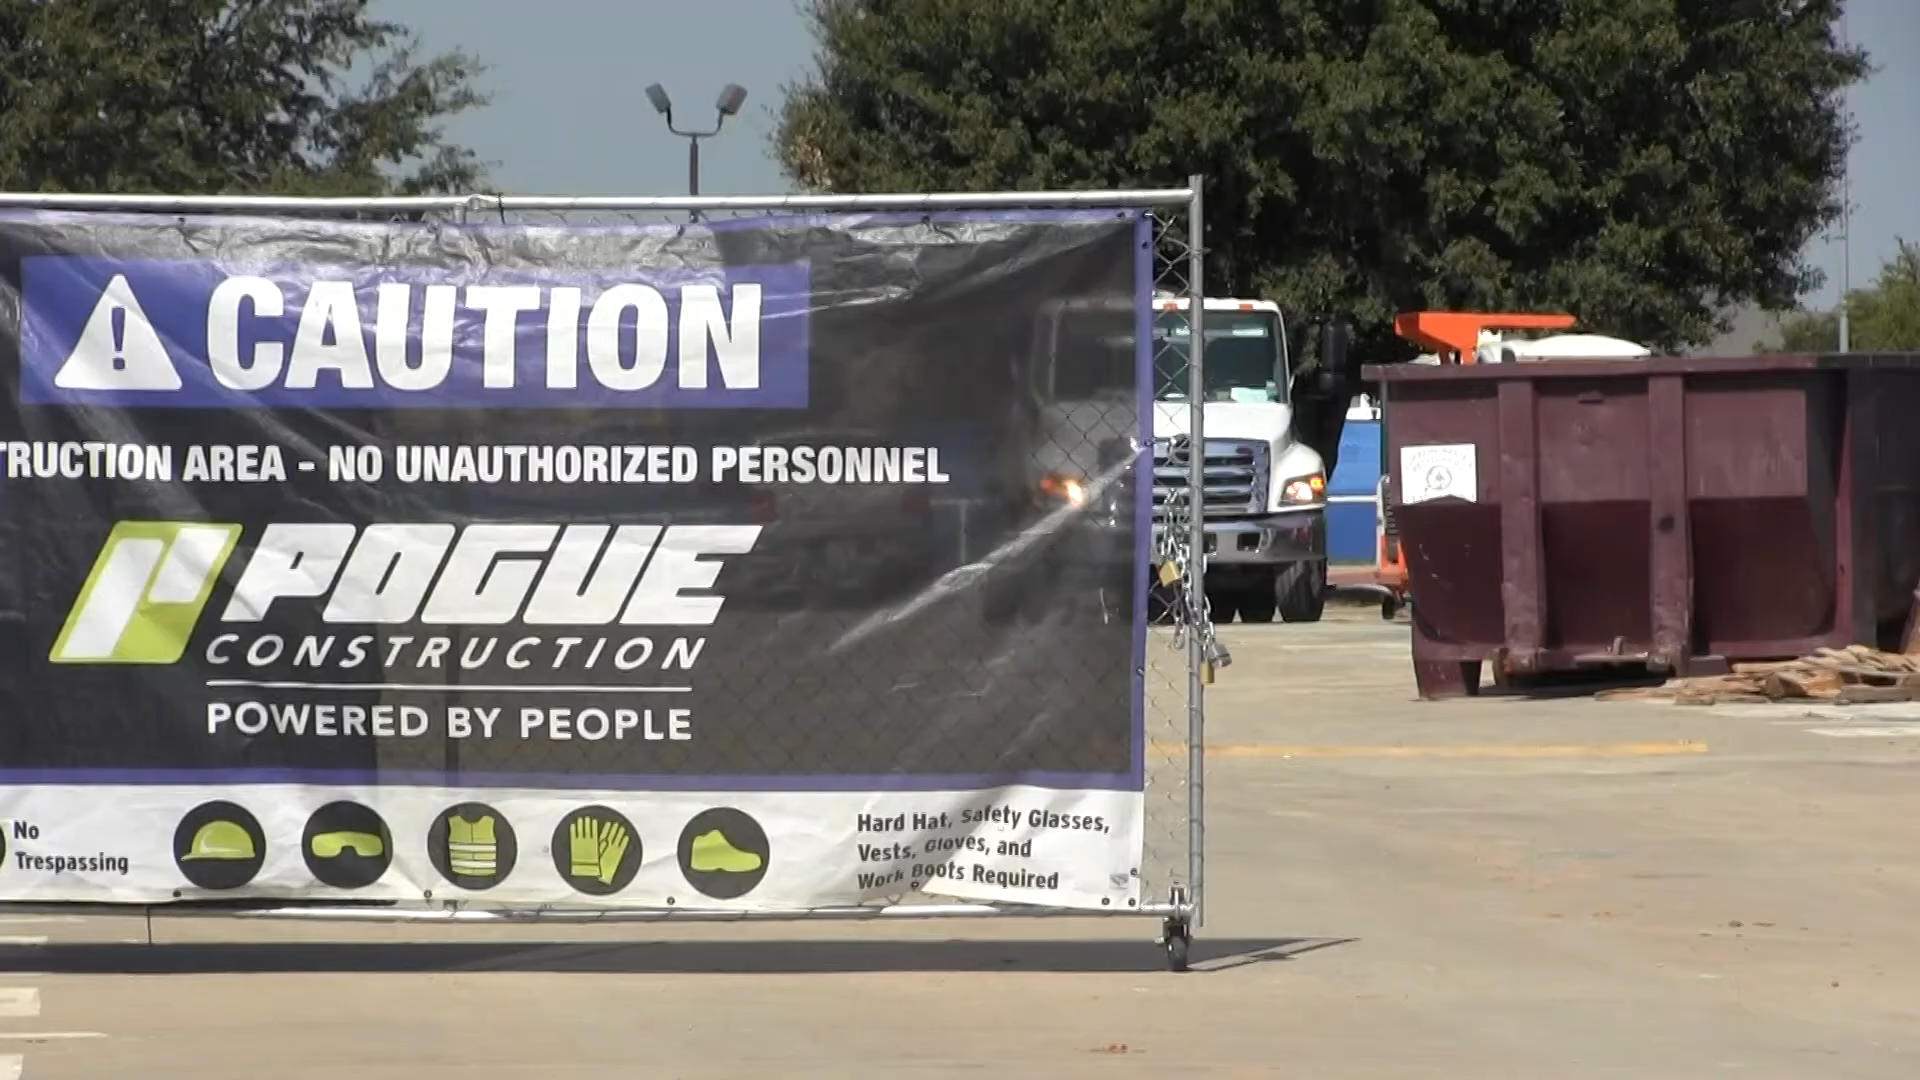 CAUTION
TRUCTION AREA - NO UNAUTHORIZED PERSONNEL
POGUE
CONSTRUCTION
POWERED BY PEOPLE
No
Trespassing
Hard Hat, Safety Glasses,
Vests, Gloves, and
Work Boots Required